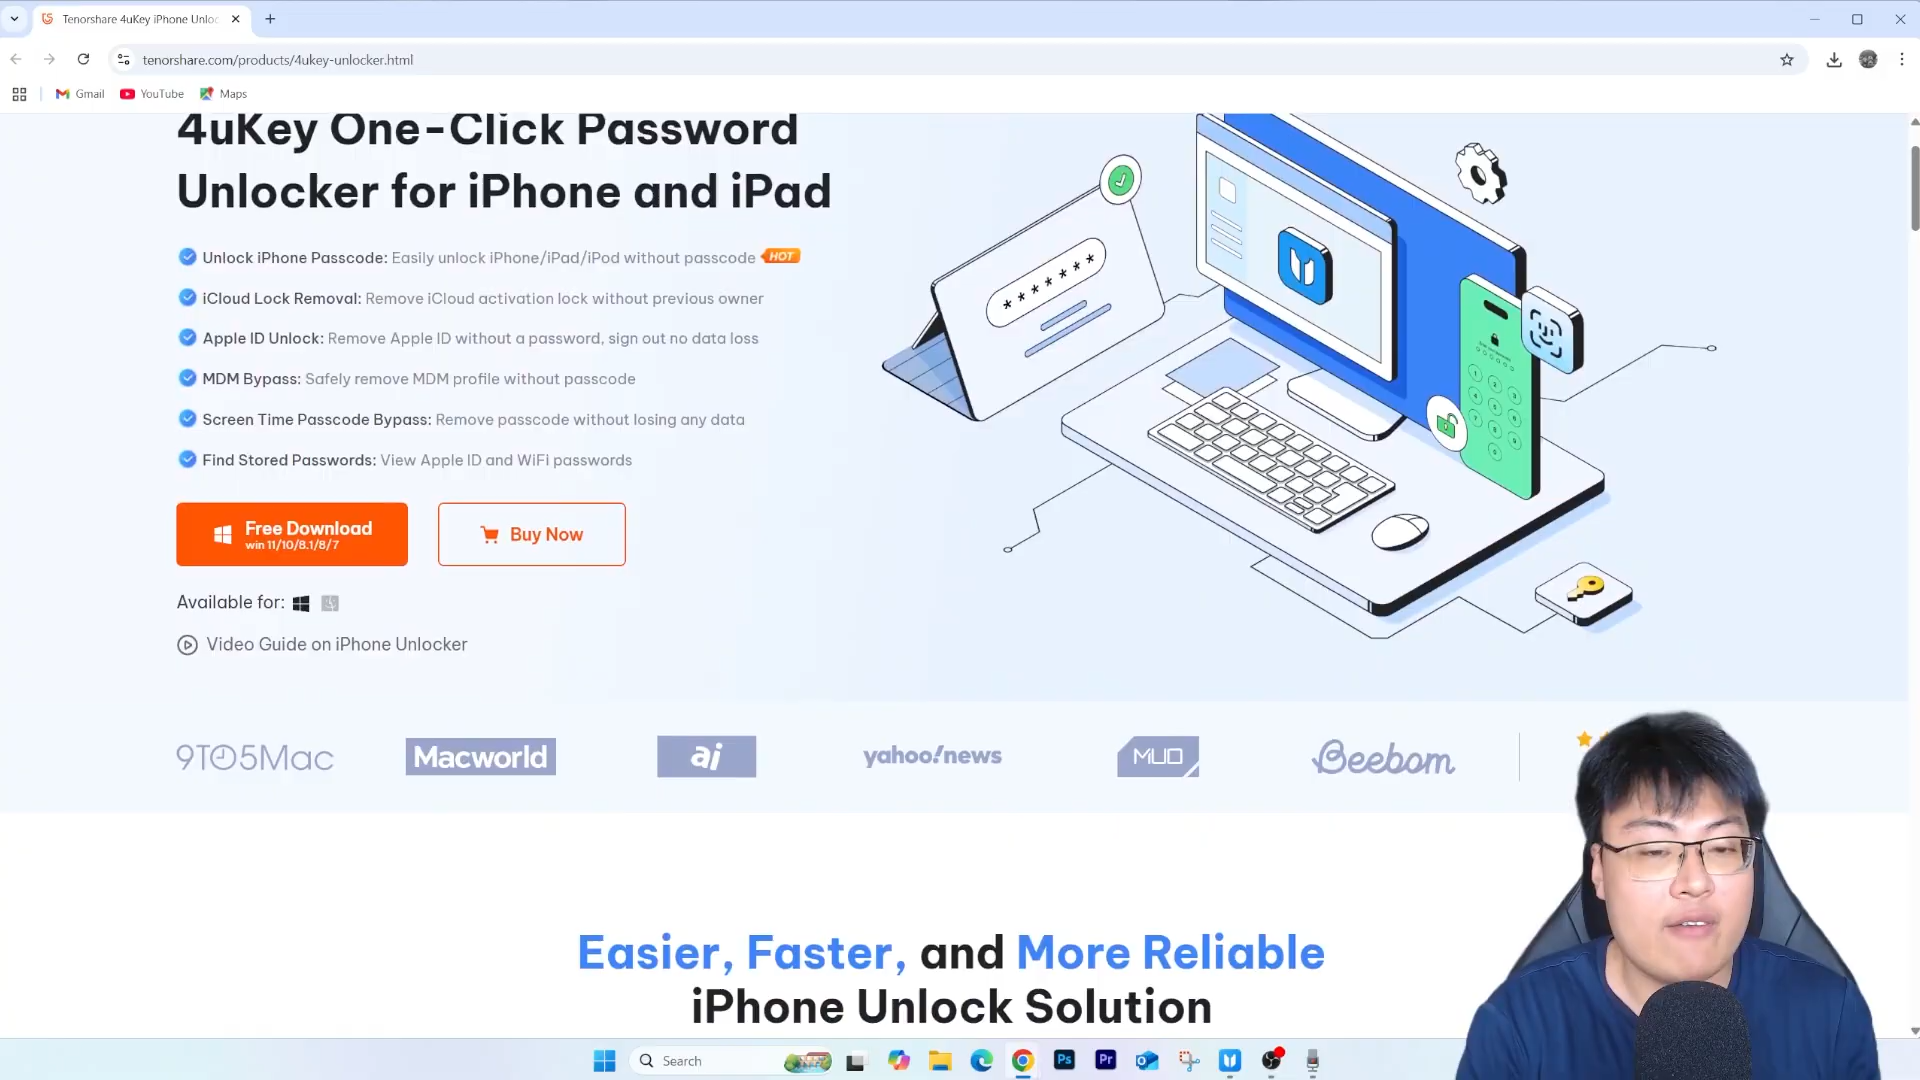 Tenorshare 4uKey iPhone Unlo
tenorshare.com/products/4ukey-unlocker.html
Gmail
YouTube
Maps
4uKey One-Click Password
Unlocker for iPhone and iPad
Unlock iPhone Passcode: Easily unlock iPhone/iPad/iPod without passcode HOT
iCloud Lock Removal: Remove iCloud activation lock without previous owner
Apple ID Unlock: Remove Apple ID without a password, sign out no data loss
MDM Bypass: Safely remove MDM profile without passcode
Screen Time Passcode Bypass: Remove passcode without losing any data
Find Stored Passwords: View Apple ID and WiFi passwords
Free Download
win 11/10/8.1/8/7
Buy Now
Available for:
Video Guide on iPhone Unlocker
9TO5Mac
Macworld
ai
yahoo!news
MUO
Beebom
Easier, Faster, and More Reliable
iPhone Unlock Solution
Search
Ps
Pr